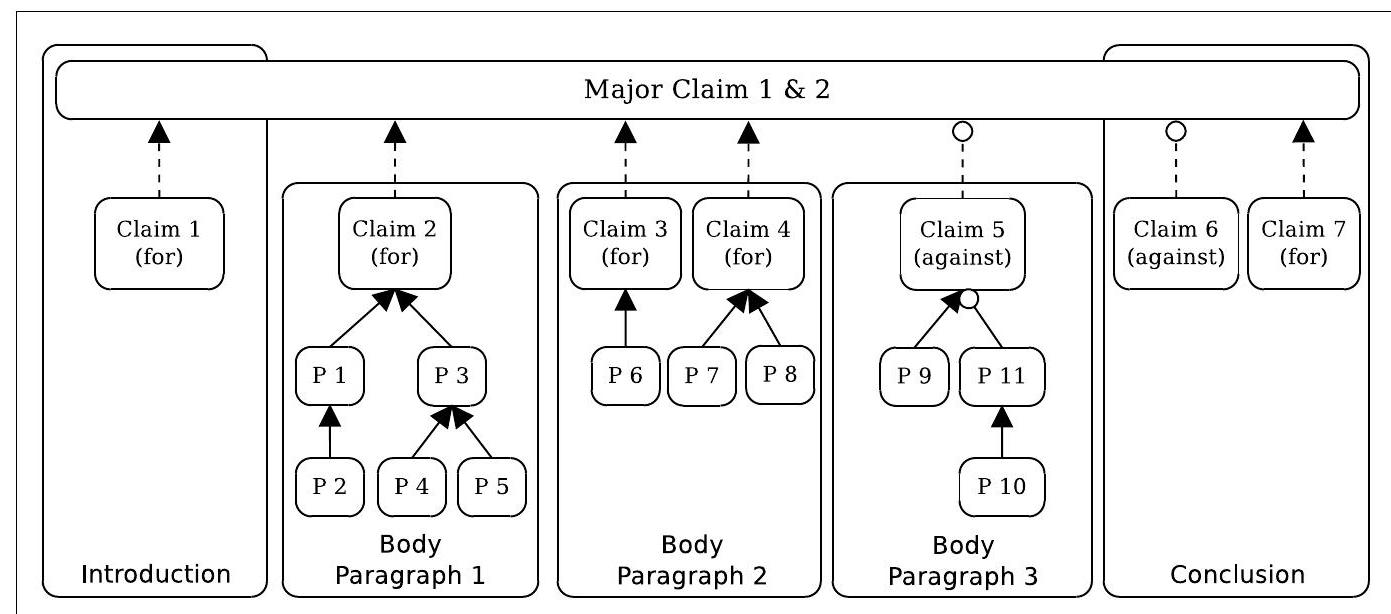 Major Claim 1 & 2
Claim 1
(for)
Claim 2
(for)
Claim 3
(for)
Claim 4
(for)
Claim 5
(against)
Claim 6
(against)
Claim 7
(for)
P 1
P 3
P 6
P 7
P 8
P 9
P 11
P 2
P 4
P 5
P 10
Introduction
Body
Paragraph 1
Body
Paragraph 2
Body
Paragraph 3
Conclusion